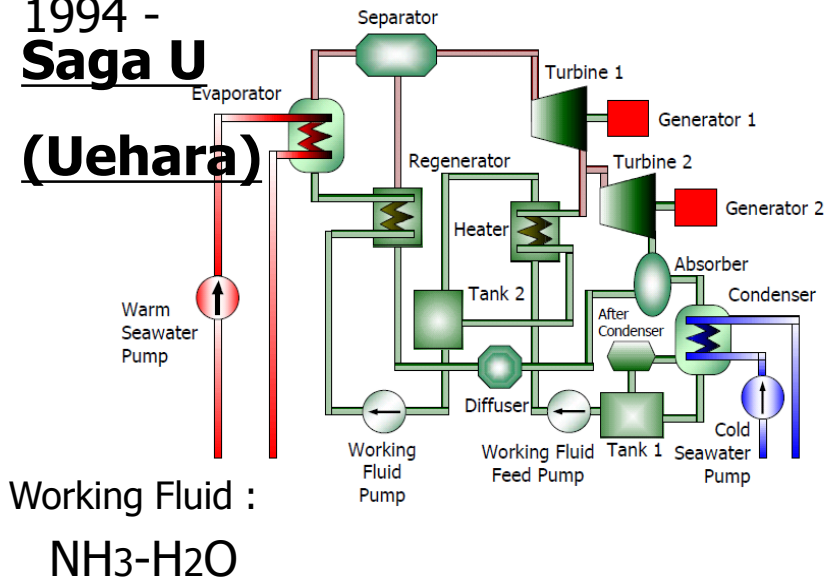 1994 -
Saga U
(Uehara)
Separator
Evaporator
Turbine 1
Generator 1
Regenerator
Turbine 2
Heater
Generator 2
Absorber
Tank 2
Condenser
After
Condenser
Warm
Seawater
Pump
Diffuser
Working
Fluid
Pump
Working Fluid
Feed Pump
Tank 1
Cold
Seawater
Pump
Working Fluid :
NH3-H2O